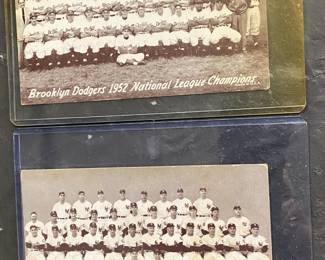 Brooklyn Dodgers 1952 National League Champions